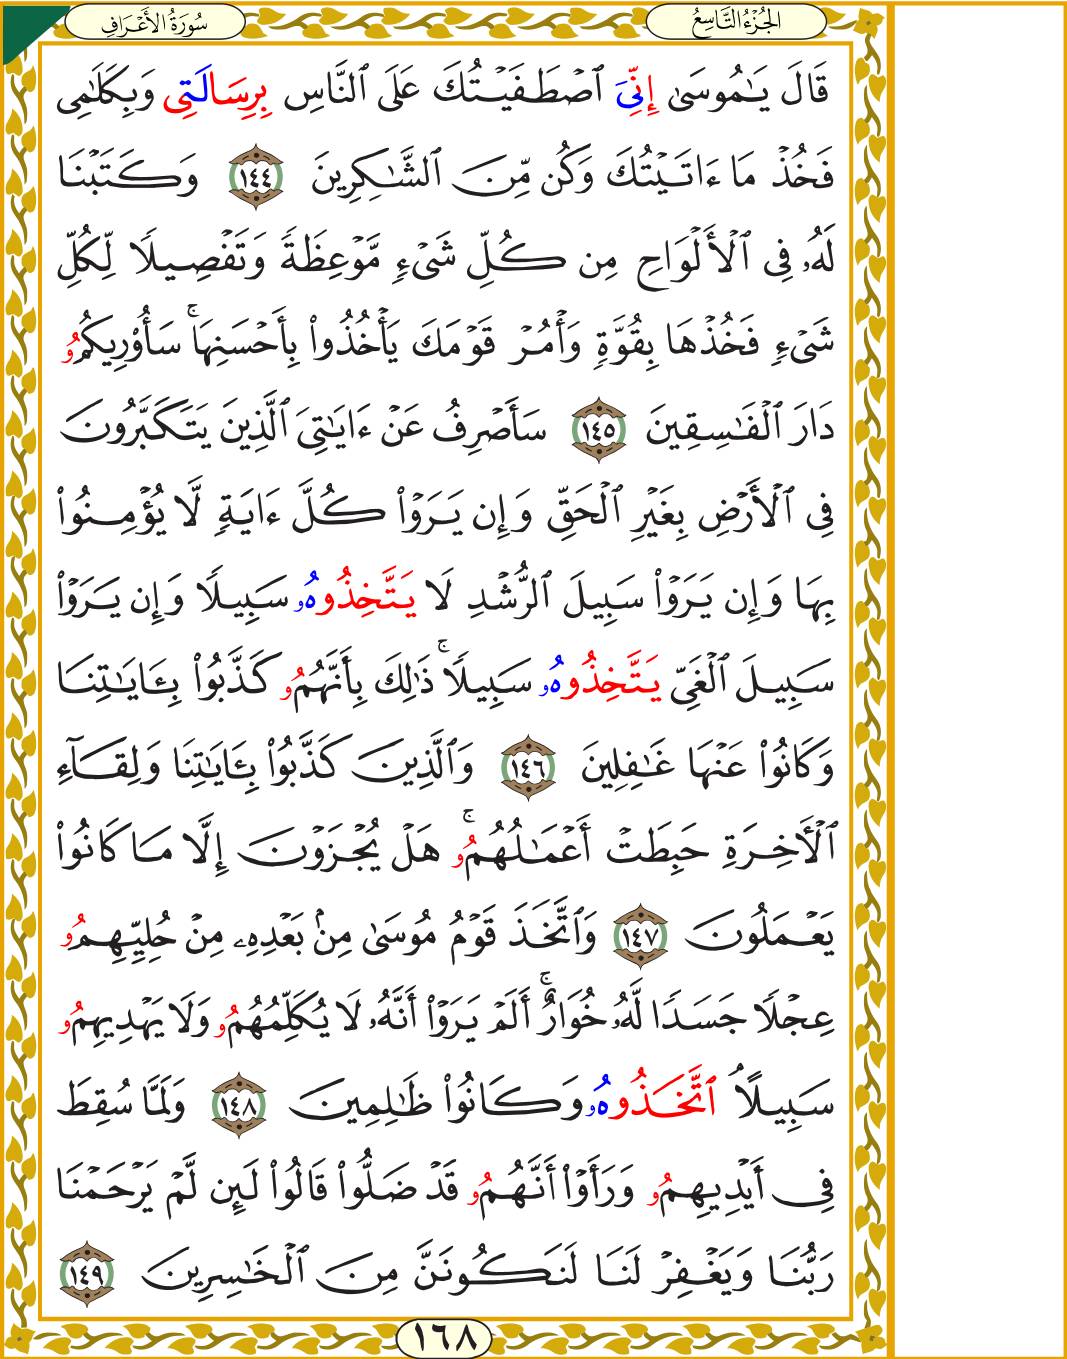 سُورَةُ الأَعْرَافِ
الجُزْءُ التَّاسِعُ
قَالَ يَٰمُوسَىٰ إِنِّىَ ٱصْطَفَيْتُكَ عَلَى ٱلنَّاسِ بِرِسَالَتِى وَبِكَلَٰمِى
فَخُذْ مَا ءَاتَيْتُكَ وَكُن مِّنَ ٱلشَّٰكِرِينَ ١٤٤ وَكَتَبْنَا
لَهُۥ فِى ٱلْأَلْوَاحِ مِن كُلِّ شَىْءٍ مَّوْعِظَةً وَتَفْصِيلًا لِّكُلِّ
شَىْءٍ فَخُذْهَا بِقُوَّةٍ وَأْمُرْ قَوْمَكَ يَأْخُذُواْ بِأَحْسَنِهَا ۚ سَأُوْرِيكُمُۥ
دَارَ ٱلْفَٰسِقِينَ ١٤٥ سَأَصْرِفُ عَنْ ءَايَٰتِىَ ٱلَّذِينَ يَتَكَبَّرُونَ
فِى ٱلْأَرْضِ بِغَيْرِ ٱلْحَقِّ وَإِن يَرَوْاْ كُلَّ ءَايَةٍ لَّا يُؤْمِنُواْ
بِهَا وَإِن يَرَوْاْ سَبِيلَ ٱلرُّشْدِ لَا يَتَّخِذُوهُۥ سَبِيلًا وَإِن يَرَوْاْ
سَبِيلَ ٱلْغَىِّ يَتَّخِذُوهُۥ سَبِيلًا ۚ ذَٰلِكَ بِأَنَّهُمُۥ كَذَّبُواْ بِـَٔايَٰتِنَا
وَكَانُواْ عَنْهَا غَٰفِلِينَ ١٤٦ وَٱلَّذِينَ كَذَّبُواْ بِـَٔايَٰتِنَا وَلِقَآءِ
ٱلْأَخِرَةِ حَبِطَتْ أَعْمَٰلُهُمُۥ ۚ هَلْ يُجْزَوْنَ إِلَّا مَا كَانُواْ
يَعْمَلُونَ ١٤٧ وَٱتَّخَذَ قَوْمُ مُوسَىٰ مِنۢ بَعْدِهِۦ مِنْ حُلِيِّهِمُۥ
عِجْلًا جَسَدًا لَّهُۥ خُوَارٌ ۚ أَلَمْ يَرَوْاْ أَنَّهُۥ لَا يُكَلِّمُهُمُۥ وَلَا يَهْدِيهِمُۥ
سَبِيلًا ٱتَّخَذُوهُۥ وَكَانُواْ ظَٰلِمِينَ ١٤٨ وَلَمَّا سُقِطَ
فِى أَيْدِيهِمُۥ وَرَأَوْاْ أَنَّهُمُۥ قَدْ ضَلُّواْ قَالُواْ لَئِن لَّمْ يَرْحَمْنَا
رَبُّنَا وَيَغْفِرْ لَنَا لَنَكُونَنَّ مِنَ ٱلْخَٰسِرِينَ ١٤٩
١٦٨